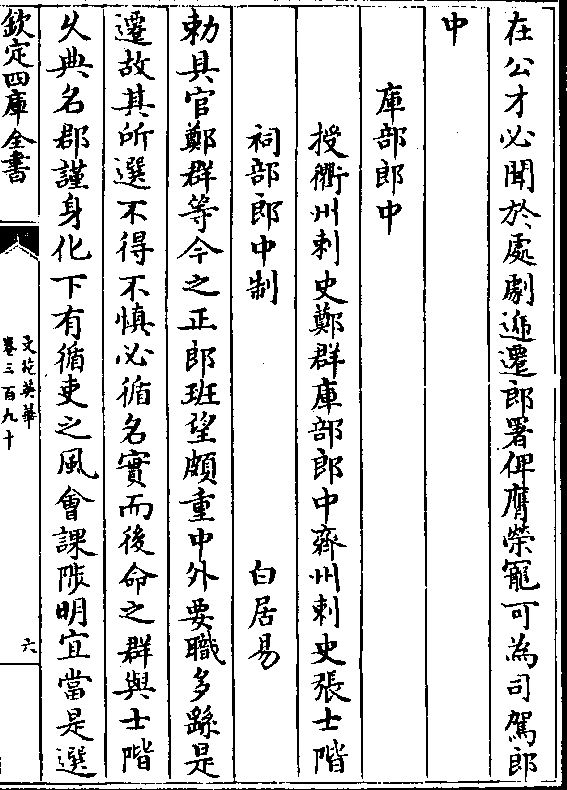 在公才必聞於處劇遞遷郎署俾膺榮寵可為司駕郎
中
庫部郎中
授衢州刺史鄭群庫部郎中齊州刺史張士階
祠部郎中制
白居易
勅具官鄭群等今之正郎班望頗重中外要職多繇是
遷故其所選不得不慎必循名實而後命之群與士階
久典名郡謹身化下有循吏之風會課陟明宜當是選
欽定四庫全書
文苑英華
卷三百九十
六